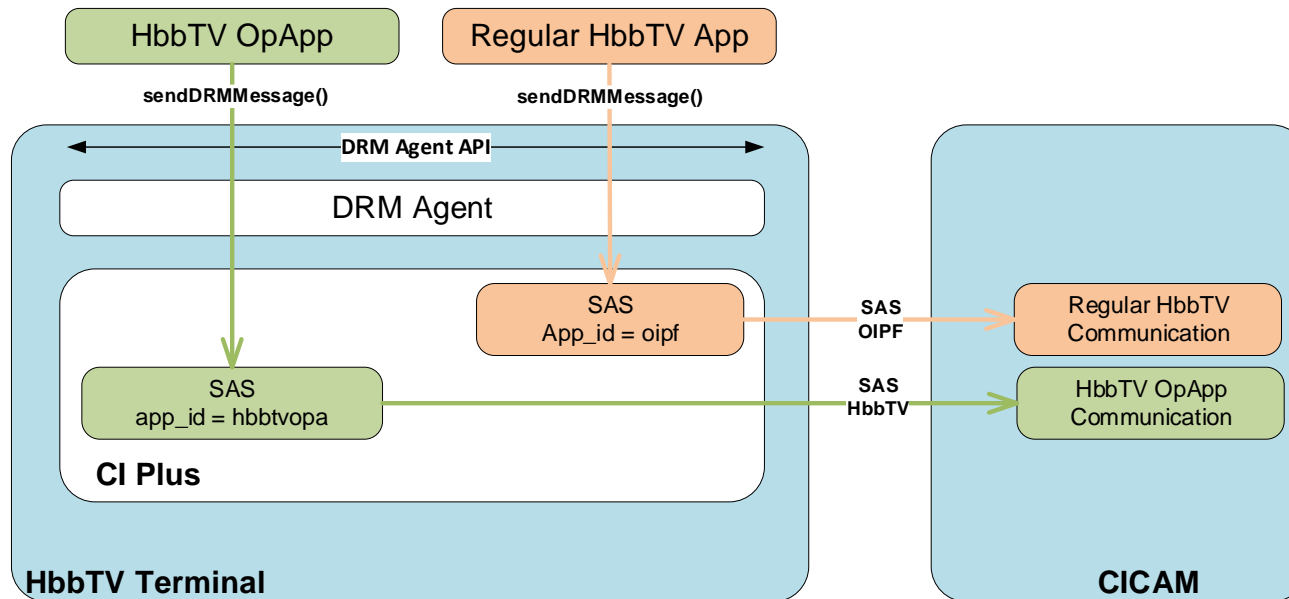 HbbTV OpApp
Regular HbbTV App
sendDRMMessage()
sendDRMMessage()
DRM Agent API
DRM Agent
SAS
App_id = oipf
SAS
OIPF
Regular HbbTV
Communication
SAS
app_id = hbbtvopa
SAS
HbbTV
HbbTV OpApp
Communication
CI Plus
HbbTV Terminal
CICAM